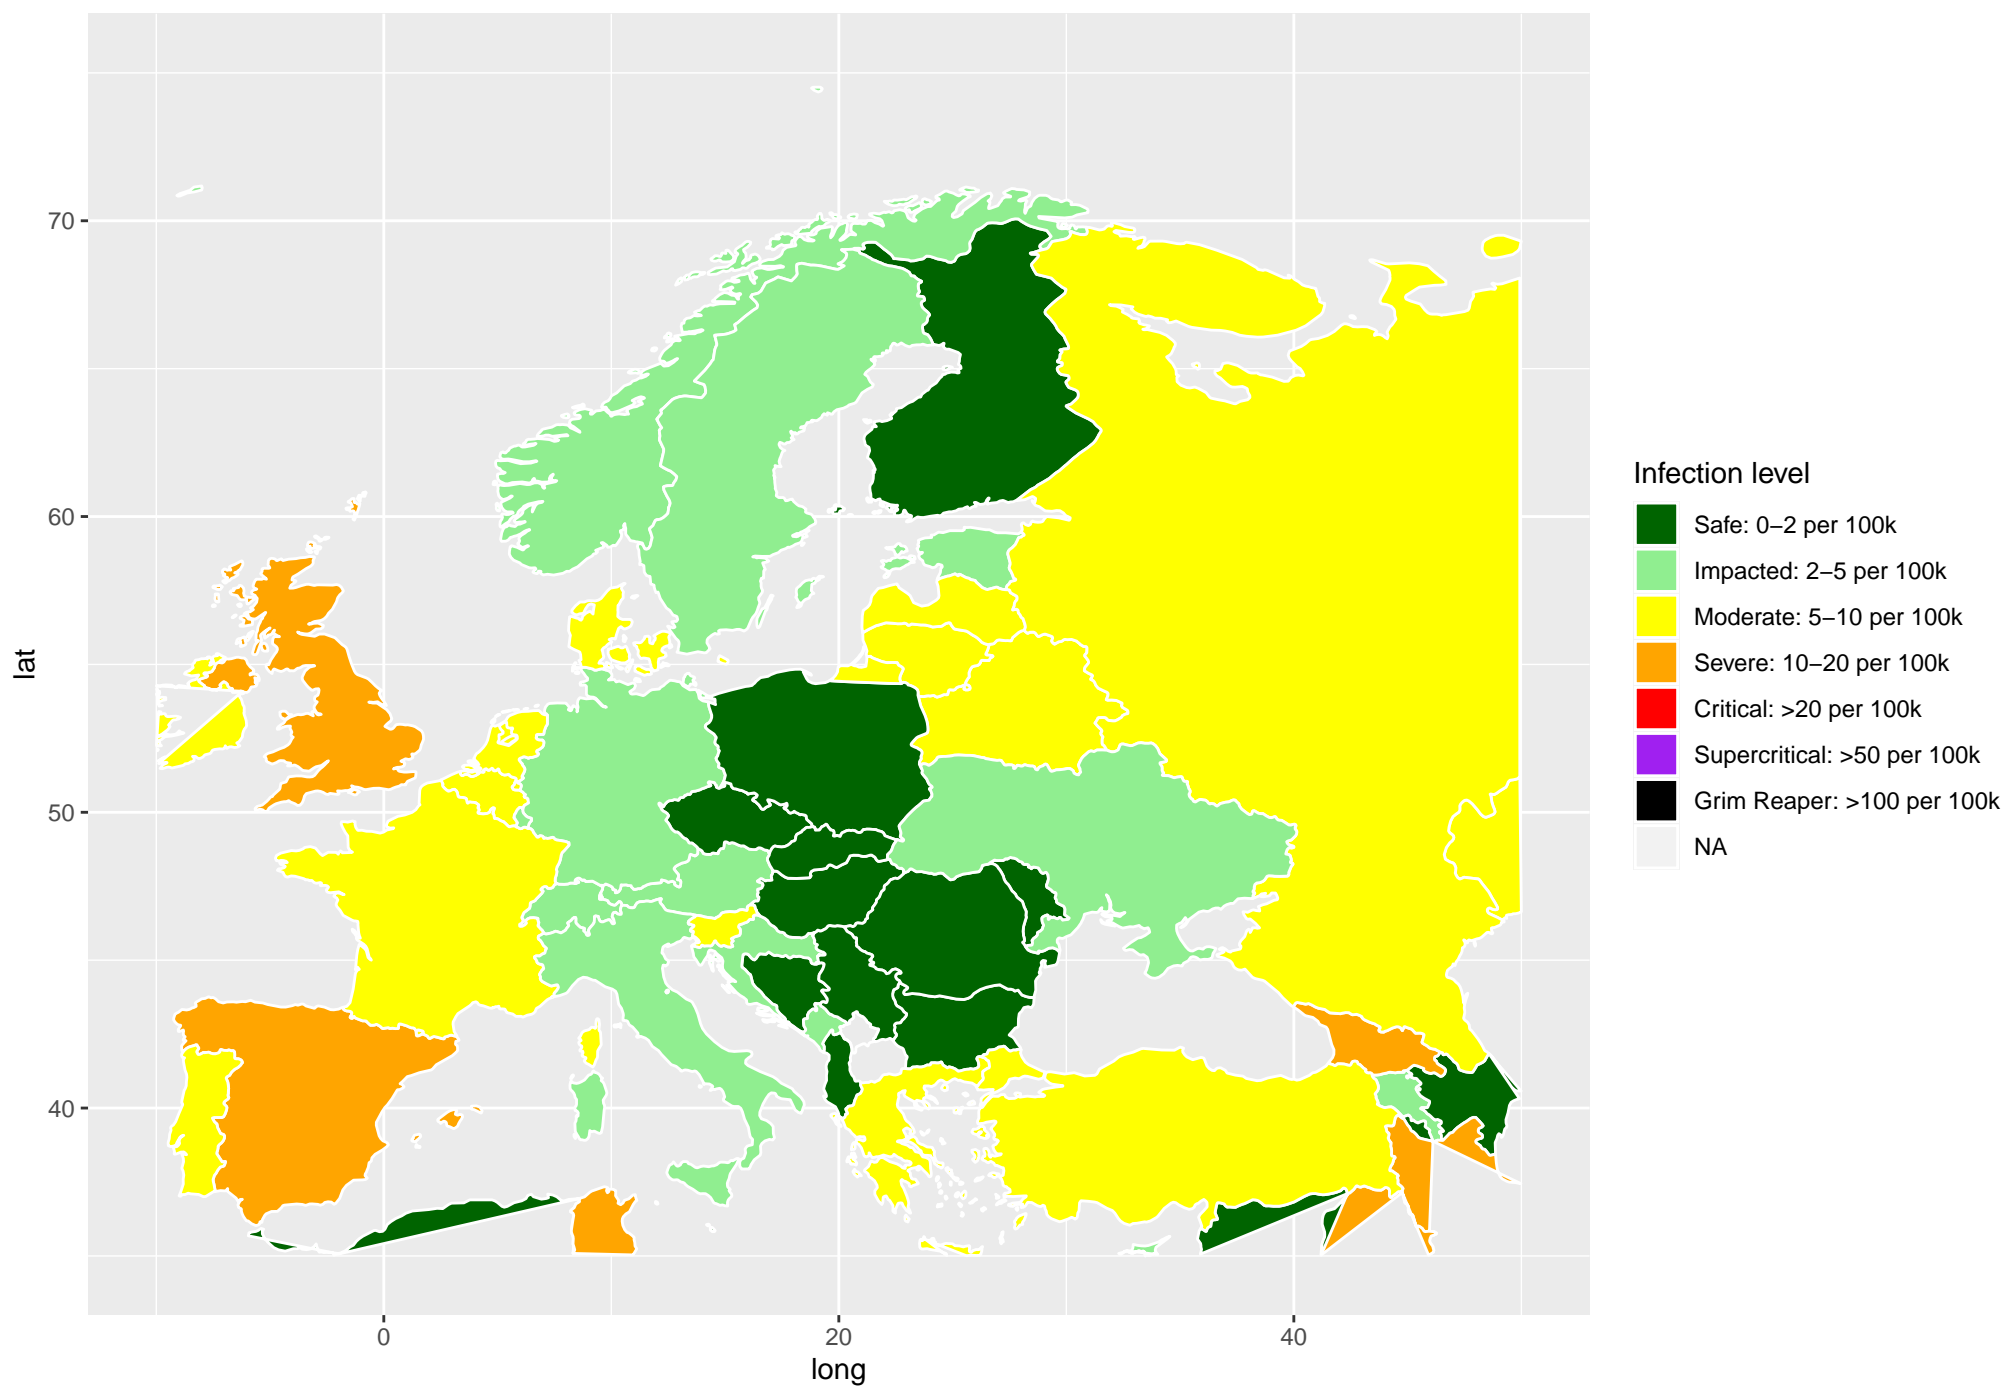 70
60
50
40
lat
0
20
40
long
Infection level
Safe: 0–2 per 100k
Impacted: 2–5 per 100k
Moderate: 5–10 per 100k
Severe: 10–20 per 100k
Critical: >20 per 100k
Supercritical: >50 per 100k
Grim Reaper: >100 per 100k
NA